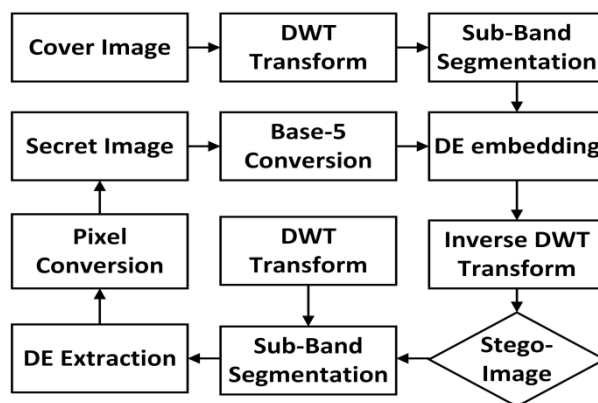 Cover Image
DWT
Transform
Sub-Band
Segmentation
Secret Image
Base-5
Conversion
DE embedding
Pixel
Conversion
DWT
Transform
Inverse DWT
Transform
DE Extraction
Sub-Band
Segmentation
Stego-
Image